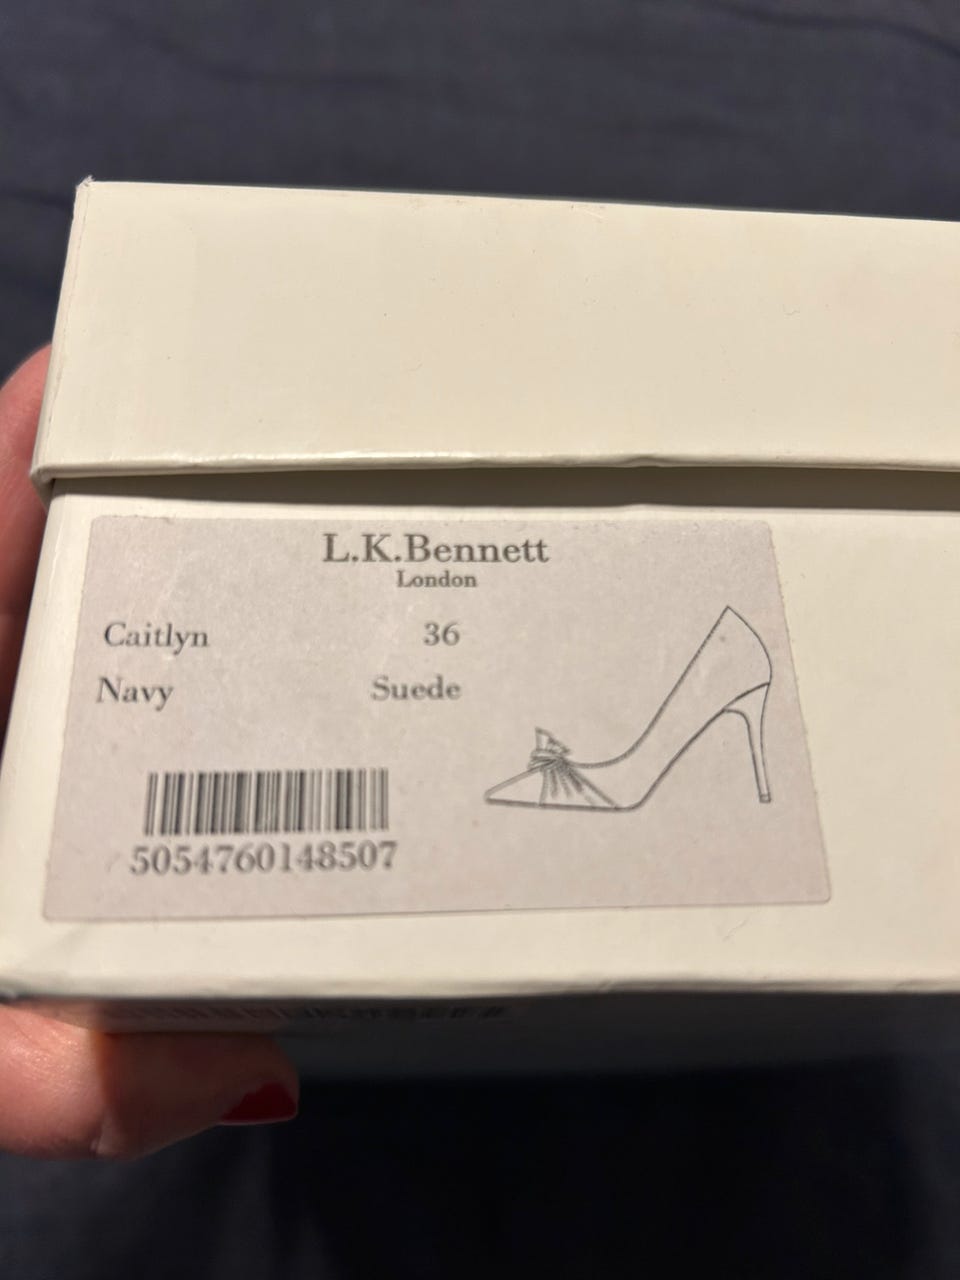 L.K.Bennett
London
Caitlyn 36
Navy Suede
5054760148507